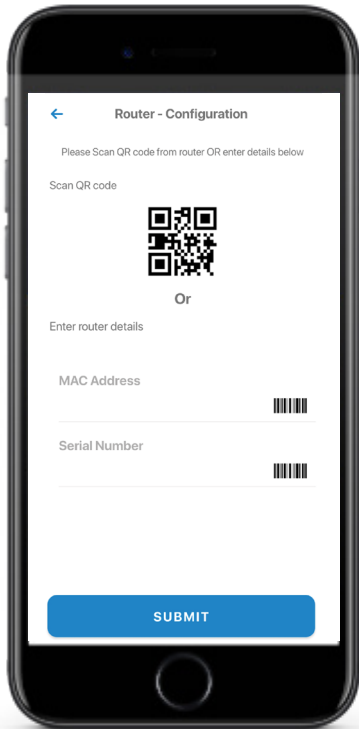 Router - Configuration
Please Scan QR code from router OR enter details below
Scan QR code
Or
Enter router details
MAC Address
Serial Number
SUBMIT